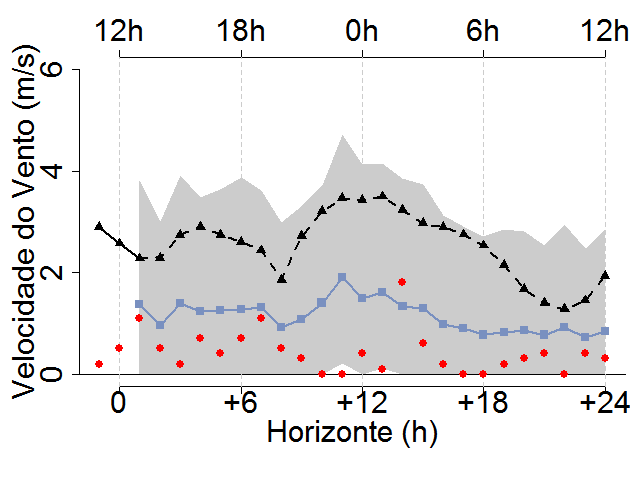 12h 18h 0h 6h 12h
Velocidade do Vento (m/s)
6
4
2
0
0 +6 +12 +18 +24
Horizonte (h)